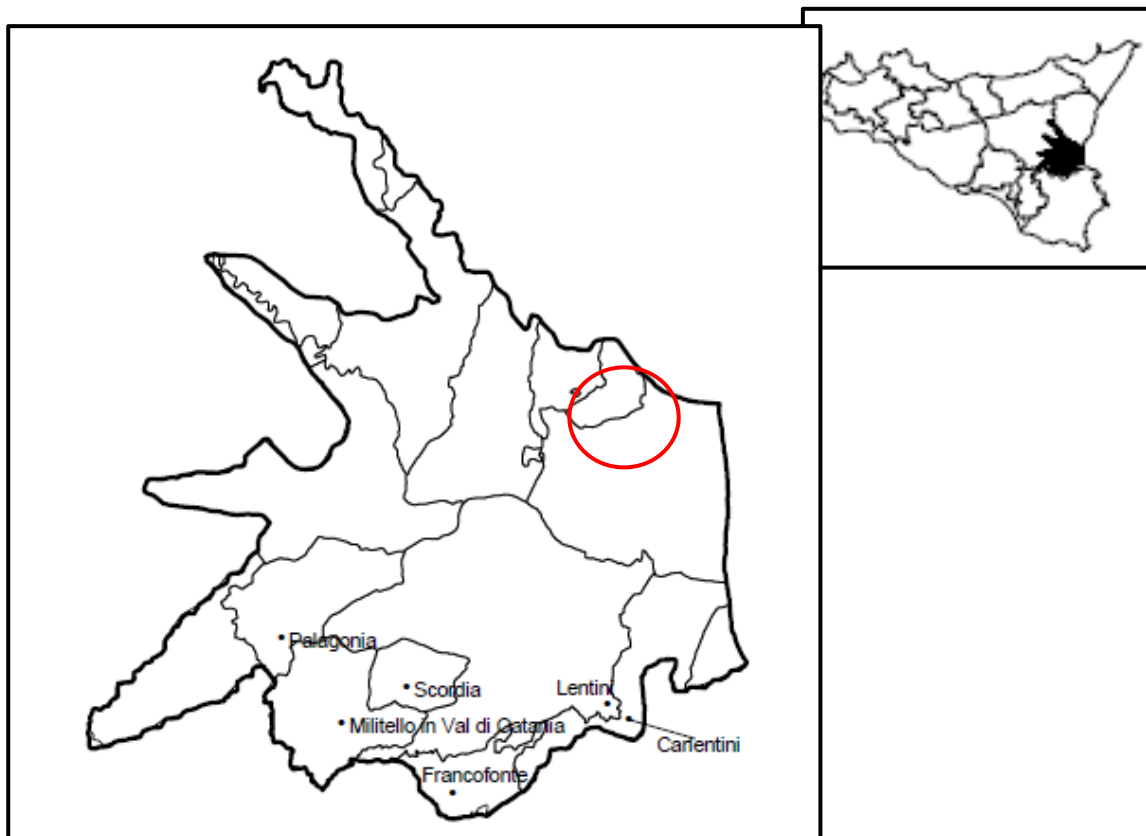 Palagonia
Scordia
Lentini
Militello in Val di Catania
Carlentini
Francofonte